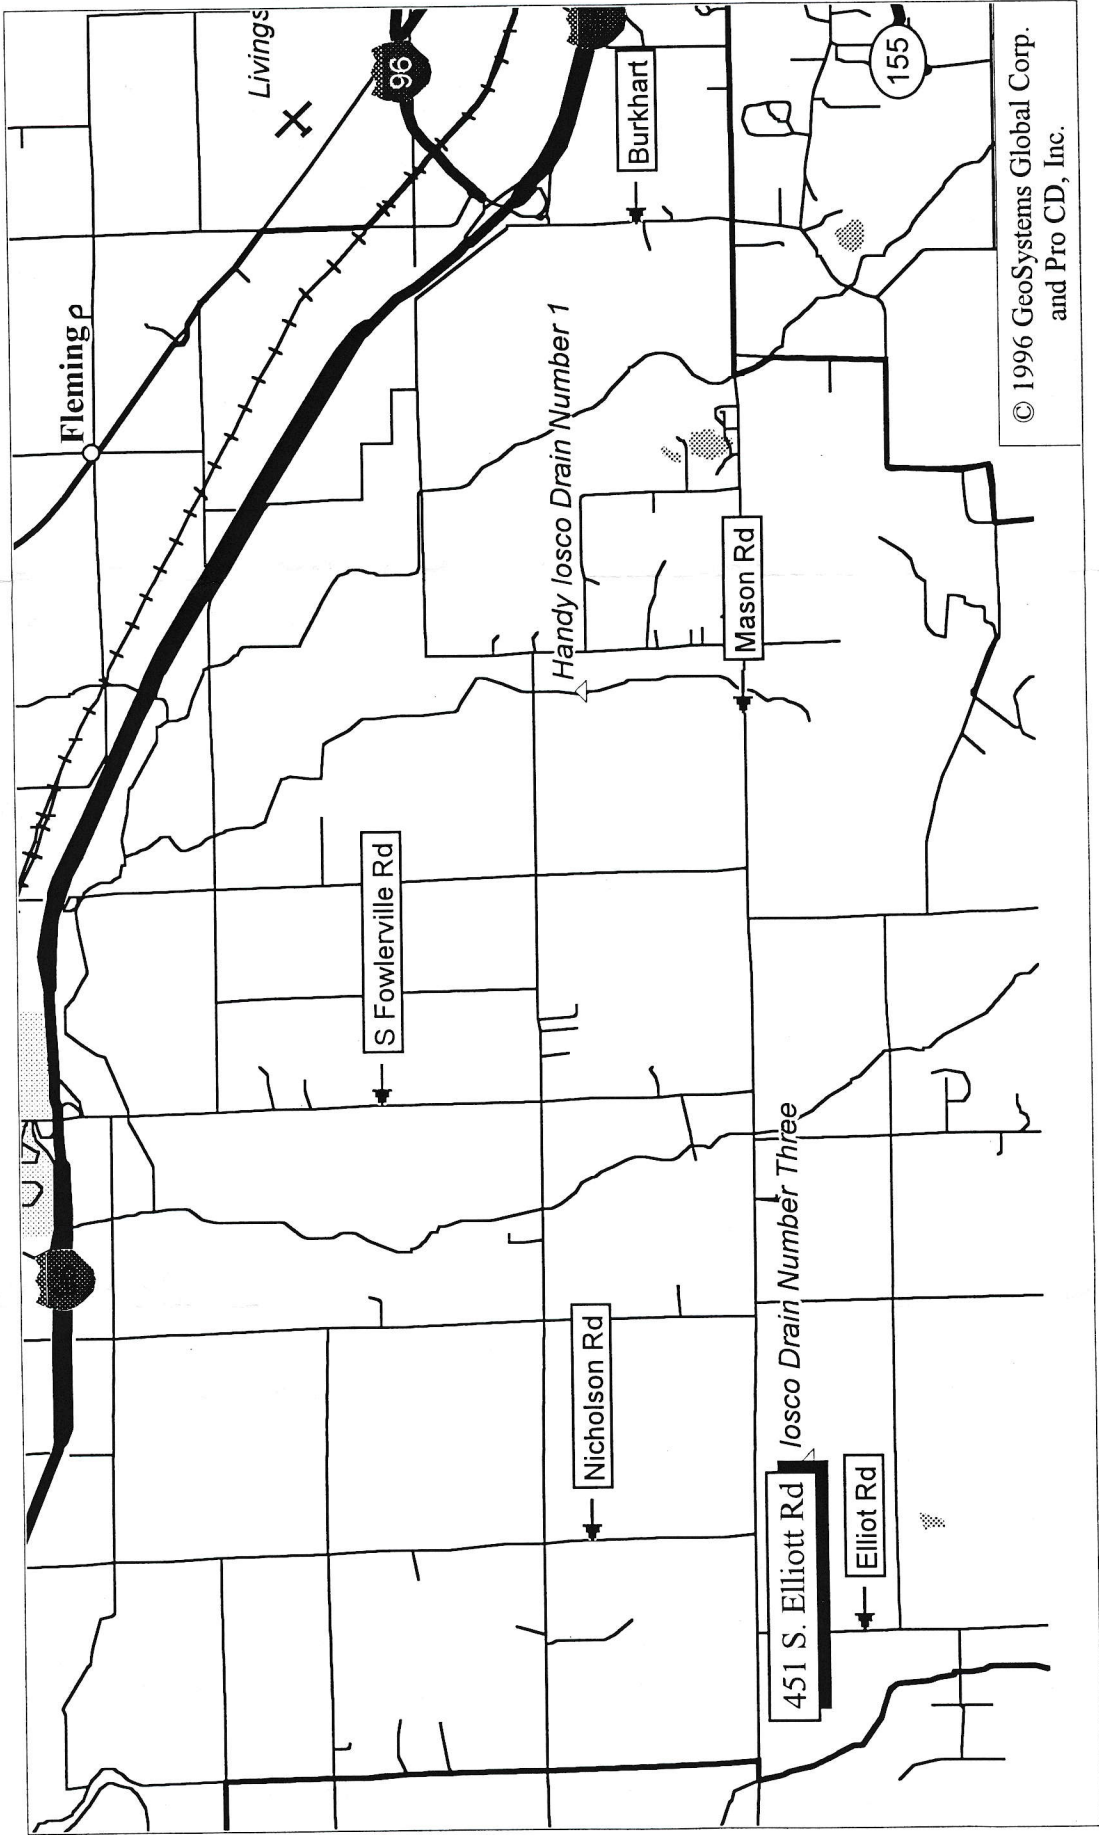 Fleming
Livings
96
155
Burkhart
Handy Iosco Drain Number 1
Mason Rd
S Fowlerville Rd
Nicholson Rd
Iosco Drain Number Three
451 S. Elliott Rd
Elliot Rd
© 1996 GeoSystems Global Corp.
and Pro CD, Inc.